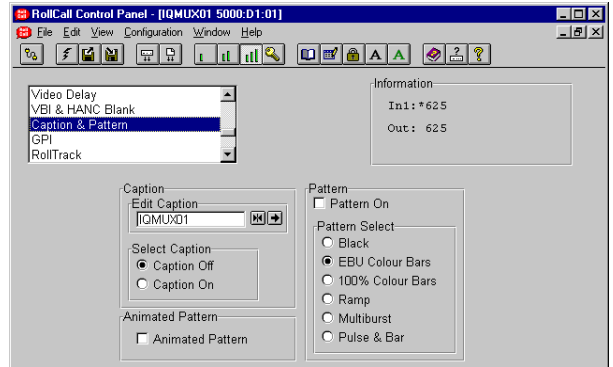 RollCall Control Panel - [IQMUX01 5000:D1:01]
File Edit View Configuration Window Help
Video Delay
VBI & HANC Blank
Caption & Pattern
GPI
RollTrack
Information
In1:*625
Out: 625
Caption
Edit Caption
IQMUX01
Select Caption
Caption Off
Caption On
Animated Pattern
Animated Pattern
Pattern
Pattern On
Pattern Select
Black
EBU Colour Bars
100% Colour Bars
Ramp
Multiburst
Pulse & Bar